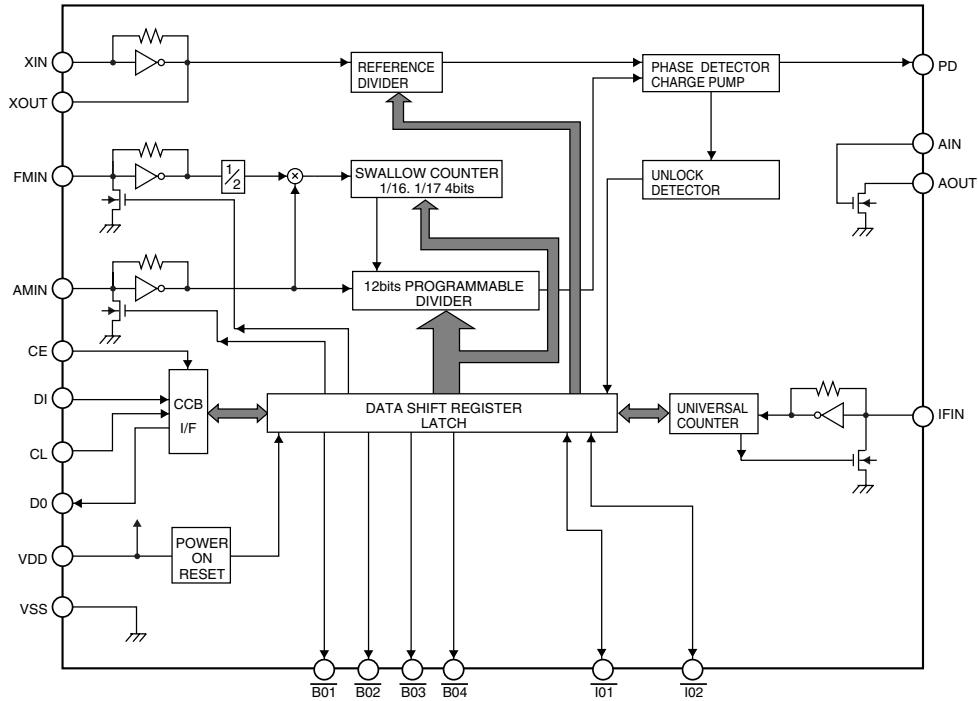 XIN
REFERENCE
DIVIDER
PHASE DETECTOR
CHARGE PUMP
PD
XOUT
AIN
FMIN
1
2
SWALLOW COUNTER
1/16. 1/17 4bits
UNLOCK
DETECTOR
AOUT
AMIN
12bits PROGRAMMABLE
DIVIDER
CE
DI
CCB
I/F
DATA SHIFT REGISTER
LATCH
UNIVERSAL
COUNTER
IFIN
CL
D0
VDD
POWER
ON
RESET
VSS
B01
B02
B03
B04
I01
I02